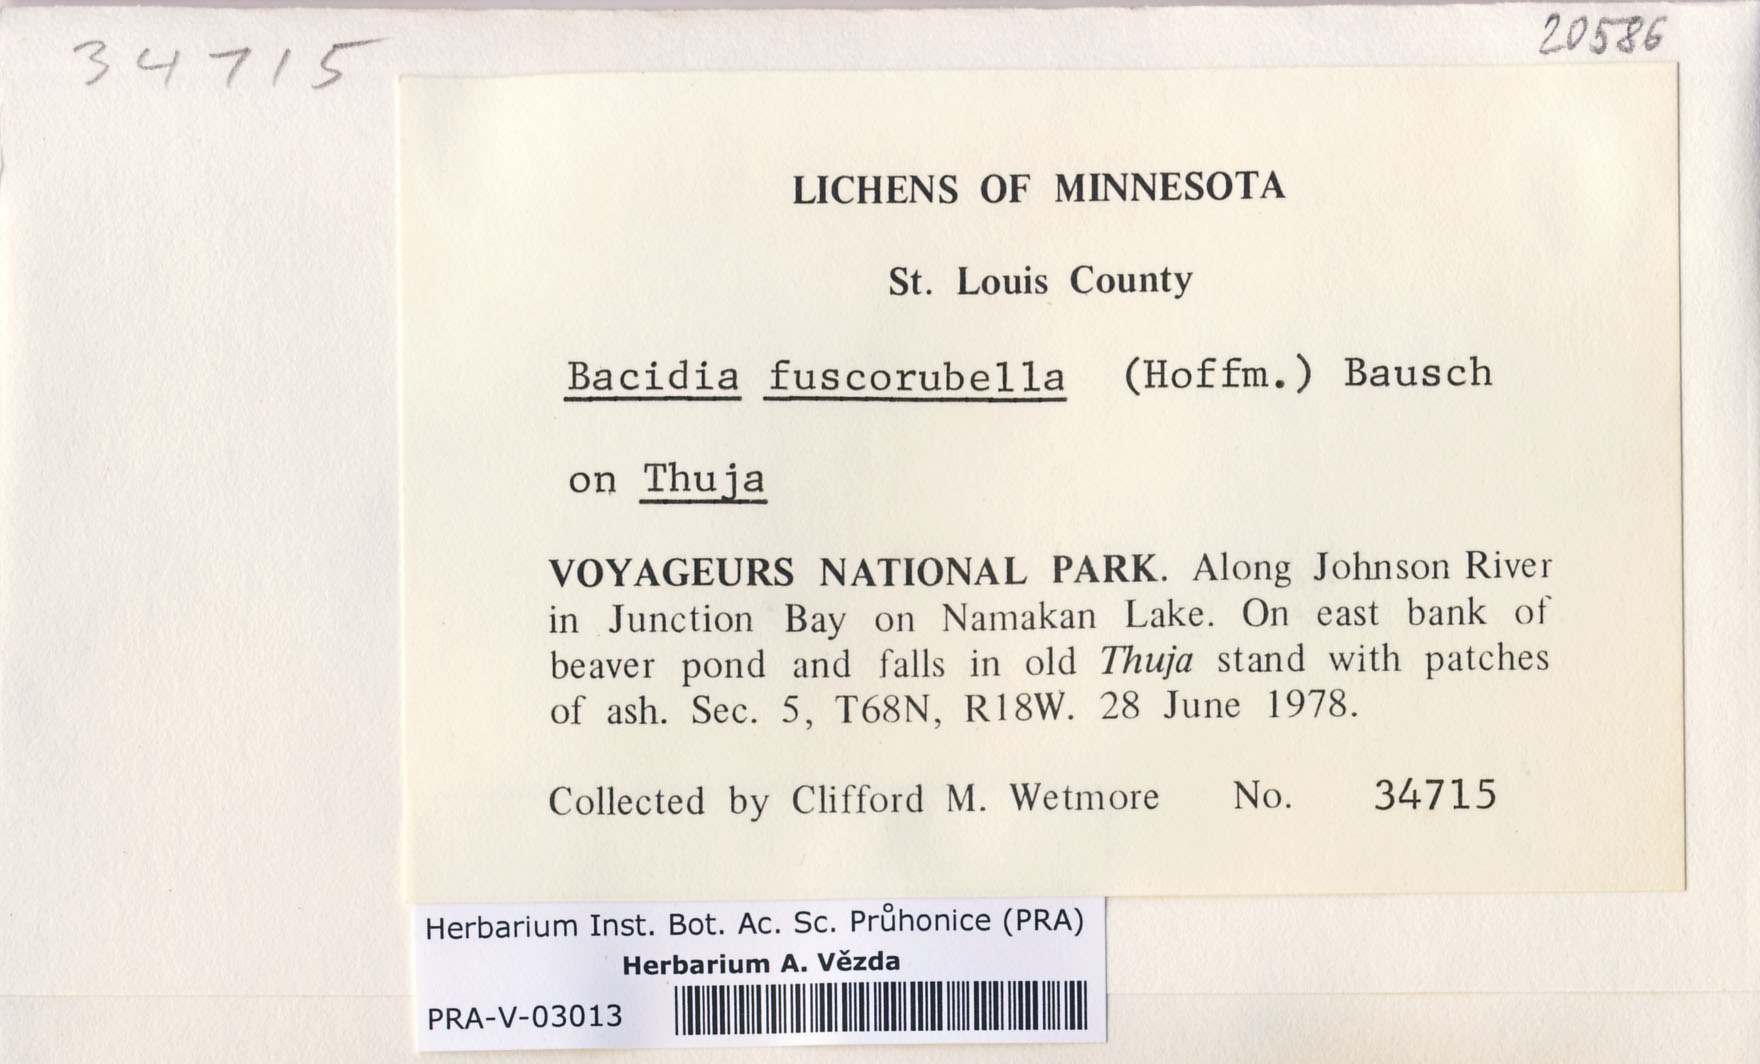 34715
20586
LICHENS OF MINNESOTA
St. Louis County
Bacidia fuscorubella (Hoffm.) Bausch
on Thuja
VOYAGEURS NATIONAL PARK. Along Johnson River
in Junction Bay on Namakan Lake. On east bank of
beaver pond and falls in old Thuja stand with patches
of ash. Sec. 5, T68N, R18W. 28 June 1978.
Collected by Clifford M. Wetmore No. 34715
Herbarium Inst. Bot. Ac. Sc. Průhonice (PRA)
Herbarium A. Vězda
PRA-V-03013